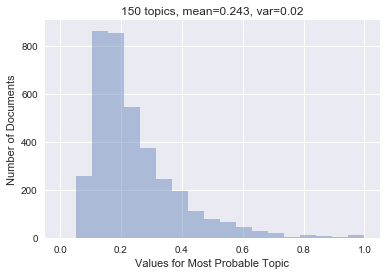 150 topics, mean=0.243, var=0.02
Number of Documents
800
600
400
200
0
0.0 0.2 0.4 0.6 0.8 1.0
Values for Most Probable Topic